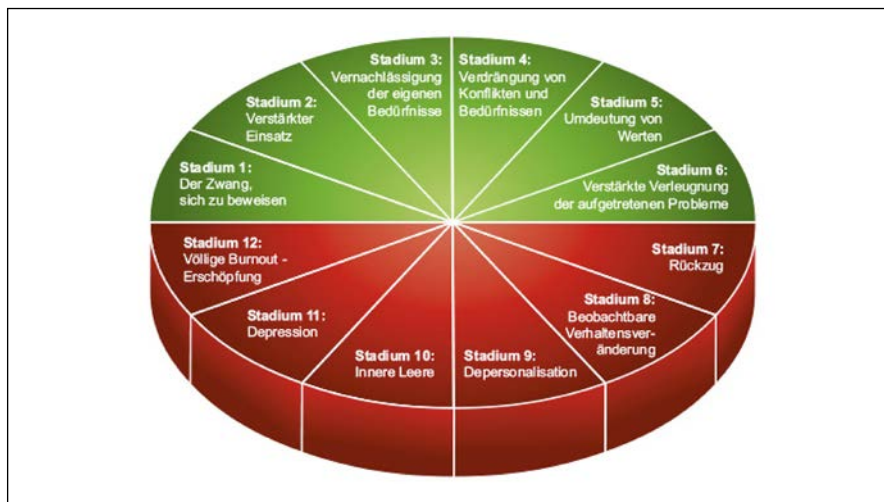 Stadium 1:
Der Zwang,
sich zu beweisen
Stadium 2:
Verstärkter
Einsatz
Stadium 3:
Vernachlässigung
der eigenen
Bedürfnisse
Stadium 4:
Verdrängung von
Konflikten und
Bedürfnissen
Stadium 5:
Umdeutung von
Werten
Stadium 6:
Verstärkte Verleugnung
der aufgetretenen Probleme
Stadium 7:
Rückzug
Stadium 8:
Beobachtbare
Verhaltensver-
änderung
Stadium 9:
Depersonalisation
Stadium 10:
Innere Leere
Stadium 11:
Depression
Stadium 12:
Völlige Burnout -
Erschöpfung